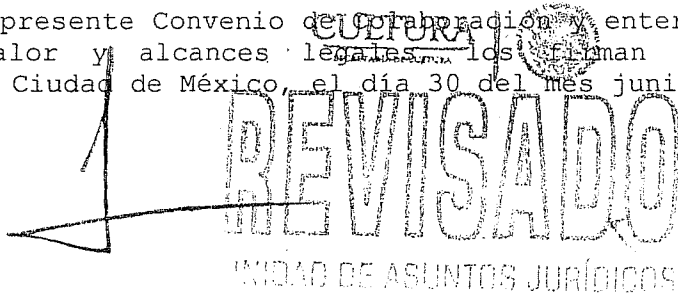 presente Convenio de Colaboración y enter
alor y alcances legales los firman
Ciudad de México, el día 30 del mes juni
CULTURA
REVISADO
UNIDAD DE ASUNTOS JURÍDICOS